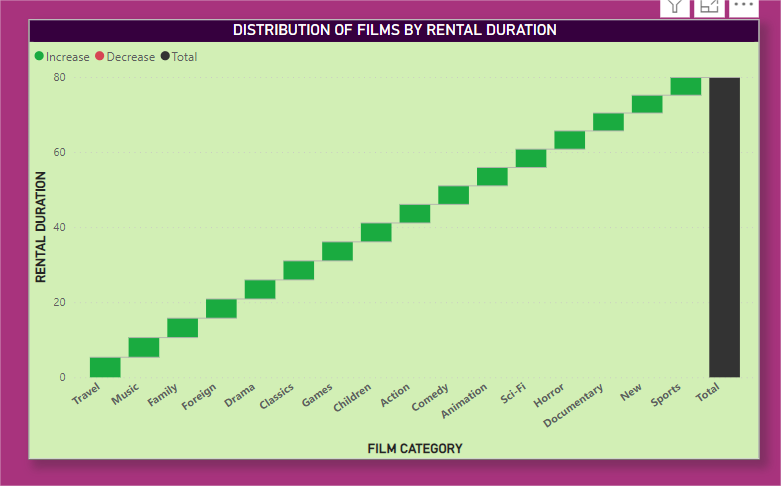 DISTRIBUTION OF FILMS BY RENTAL DURATION
Increase Decrease Total
80
60
40
20
0
RENTAL DURATION
Travel Music Family Foreign Drama Classics Games Children Action Comedy Animation Sci-Fi Horror Documentary New Sports Total
FILM CATEGORY